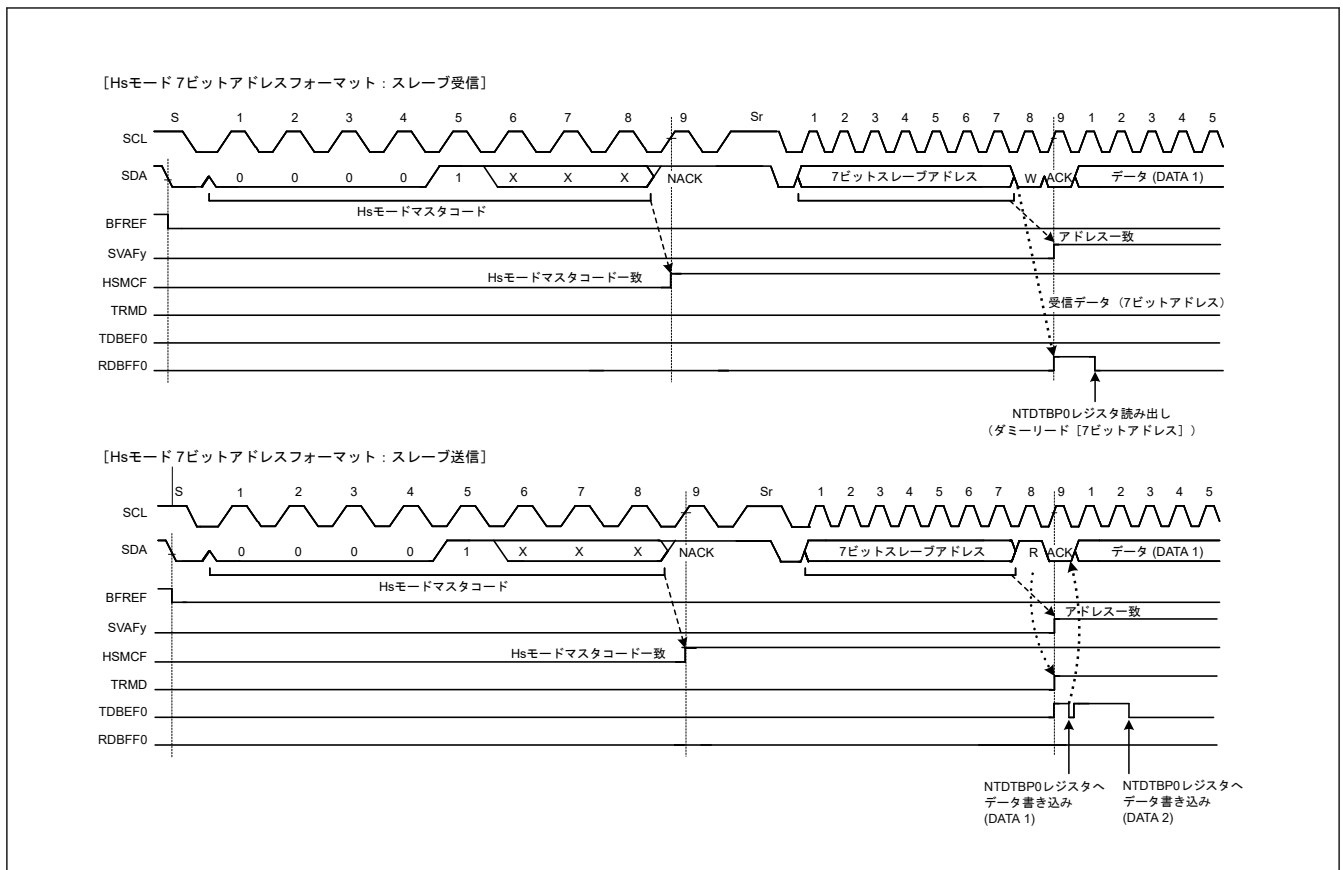 [Hsモード 7ビットアドレスフォーマット：スレーブ受信]
S 1 2 3 4 5 6 7 8 9 Sr 1 2 3 4 5 6 7 8 9 1 2 3 4 5
SCL
SDA 0 0 0 0 1 X X X NACK 7ビットスレーブアドレス W ACK データ (DATA 1)
Hsモードマスタコード
BFREF
アドレス一致
SVAFy
HSMCF Hsモードマスタコード一致
TRMD 受信データ（7ビットアドレス）
TDBEF0
RDBFF0
NTDTBP0レジスタ読み出し
（ダミーリード［7ビットアドレス］）
[Hsモード 7ビットアドレスフォーマット：スレーブ送信]
S 1 2 3 4 5 6 7 8 9 Sr 1 2 3 4 5 6 7 8 9 1 2 3 4 5
SCL
SDA 0 0 0 0 1 X X X NACK 7ビットスレーブアドレス R ACK データ (DATA 1)
Hsモードマスタコード
BFREF
アドレス一致
SVAFy
HSMCF Hsモードマスタコード一致
TRMD
TDBEF0
RDBFF0
NTDTBP0レジスタへ NTDTBP0レジスタへ
データ書き込み データ書き込み
(DATA 1) (DATA 2)